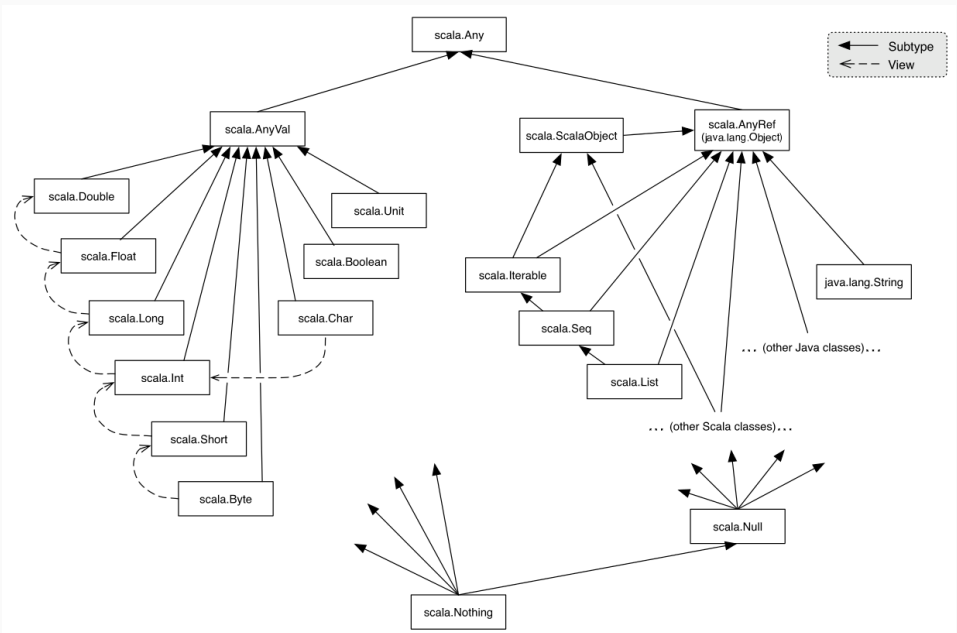 scala.Any
Subtype
View
scala.AnyVal
scala.ScalaObject
scala.AnyRef
(java.lang.Object)
scala.Double
scala.Unit
scala.Float
scala.Boolean
scala.Iterable
java.lang.String
scala.Long
scala.Char
scala.Seq
... (other Java classes)...
scala.Int
scala.List
... (other Scala classes)...
scala.Short
scala.Byte
scala.Null
scala.Nothing